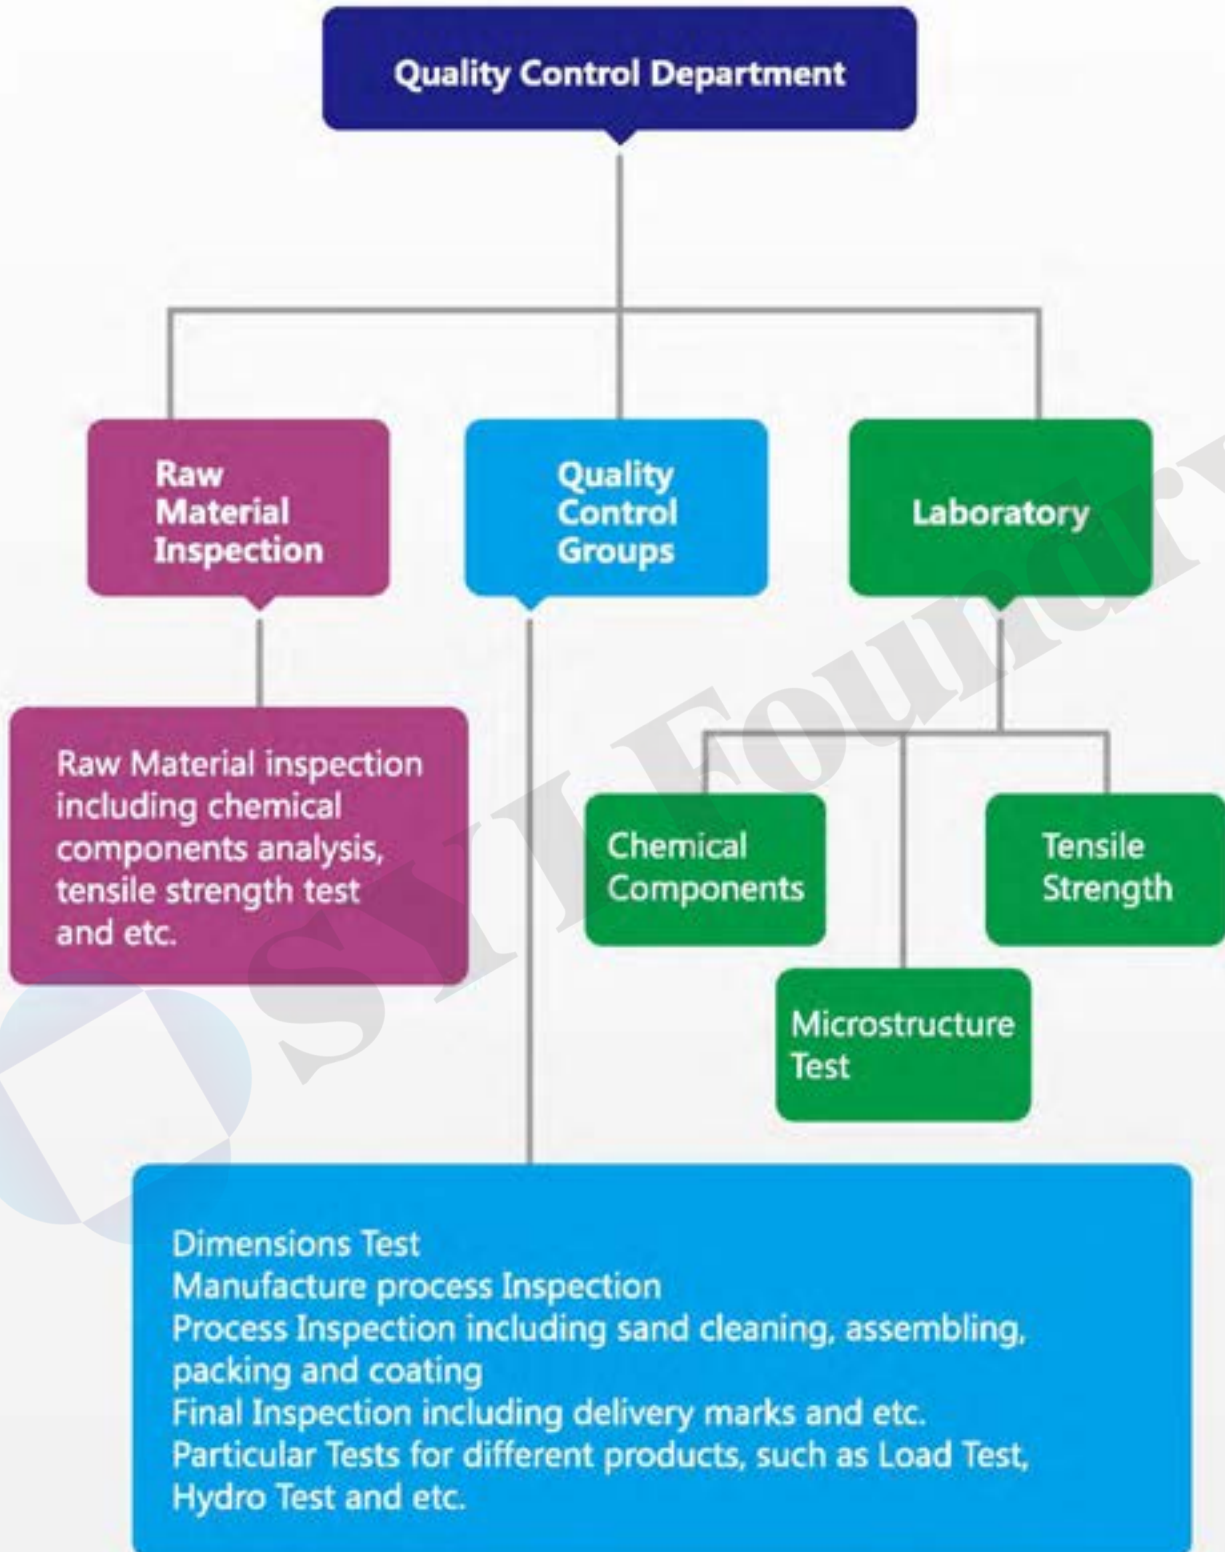 Quality Control Department
Raw
Material
Inspection
Quality
Control
Groups
Laboratory
Raw Material inspection
including chemical
components analysis,
tensile strength test
and etc.
Chemical
Components
Tensile
Strength
Microstructure
Test
Dimensions Test
Manufacture process Inspection
Process Inspection including sand cleaning, assembling,
packing and coating
Final Inspection including delivery marks and etc.
Particular Tests for different products, such as Load Test,
Hydro Test and etc.
SYI Foundry